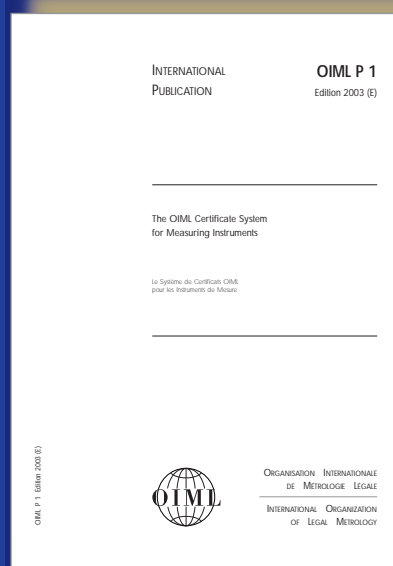 INTERNATIONAL
PUBLICATION
OIML P 1
Edition 2003 (E)
The OIML Certificate System
for Measuring Instruments
Le Système de Certificats OIML
pour les Instruments de Mesure
OIML P 1 Edition 2003 (E)
OIML
ORGANISATION INTERNATIONALE
DE MÉTROLOGIE LÉGALE
INTERNATIONAL ORGANIZATION
OF LEGAL METROLOGY